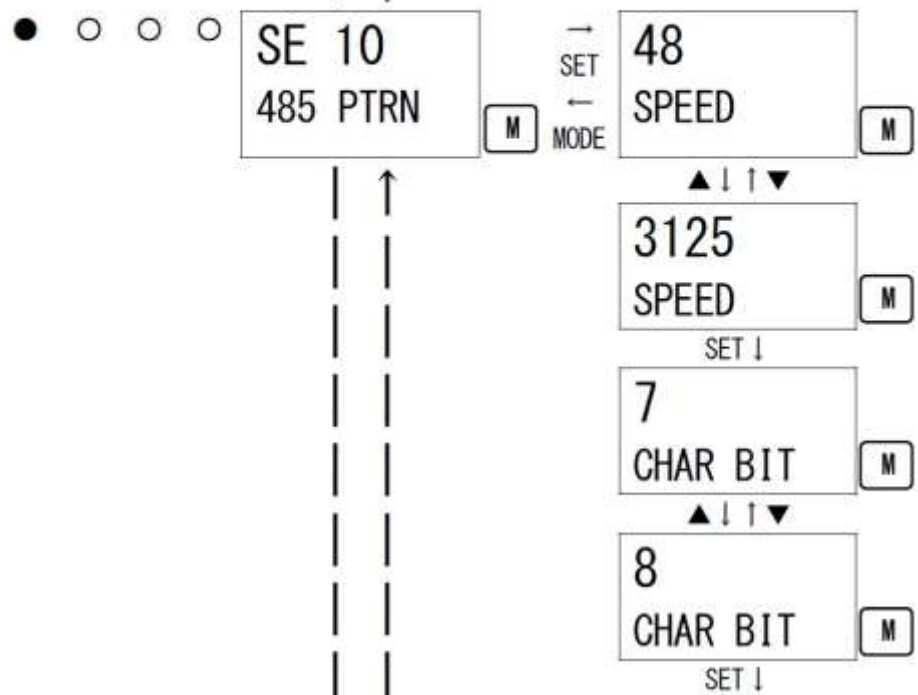 SE 10
485 PTRN
M
→
SET
←
MODE
48
SPEED
M
▲↓↑▼
3125
SPEED
M
SET↓
7
CHAR BIT
M
▲↓↑▼
8
CHAR BIT
M
SET↓